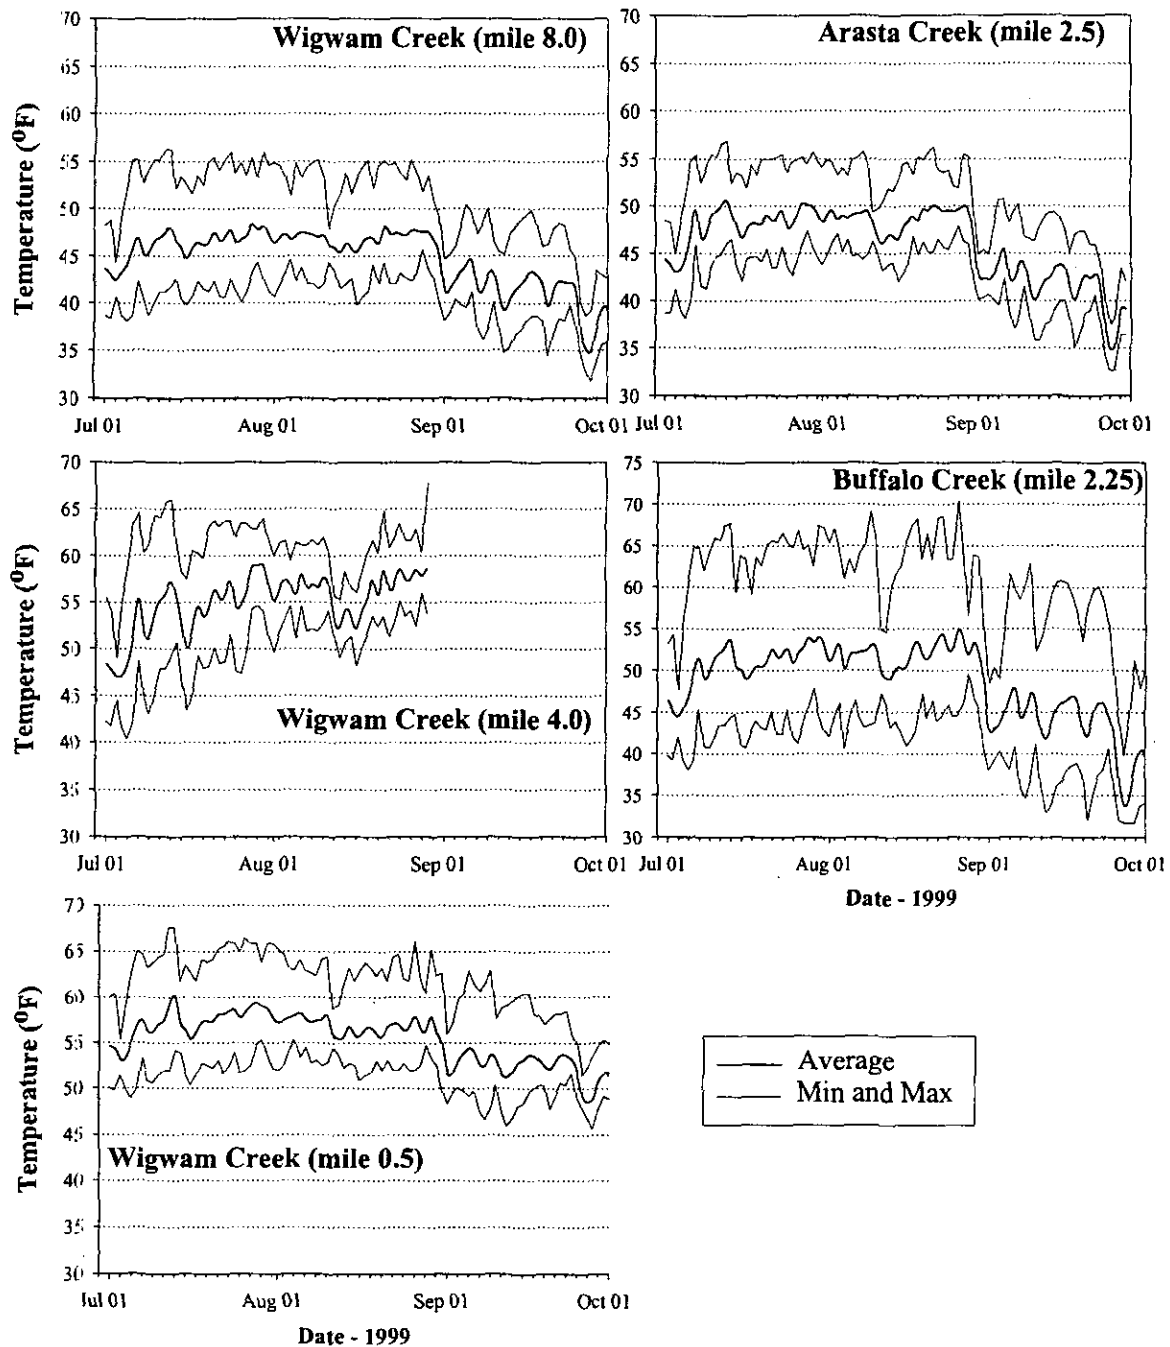 Wigwam Creek (mile 8.0)
Temperature (⁰F)
70
65
60
55
50
45
40
35
30
Jul 01
Aug 01
Sep 01
Oct 01
Arasta Creek (mile 2.5)
70
65
60
55
50
45
40
35
30
Jul 01
Aug 01
Sep 01
Oct 01
Wigwam Creek (mile 4.0)
Temperature (⁰F)
70
65
60
55
50
45
40
35
30
Jul 01
Aug 01
Sep 01
Oct 01
Buffalo Creek (mile 2.25)
75
70
65
60
55
50
45
40
35
30
Jul 01
Aug 01
Sep 01
Oct 01
Date - 1999
Wigwam Creek (mile 0.5)
Temperature (⁰F)
70
65
60
55
50
45
40
35
30
Jul 01
Aug 01
Sep 01
Oct 01
Date - 1999
Average
Min and Max